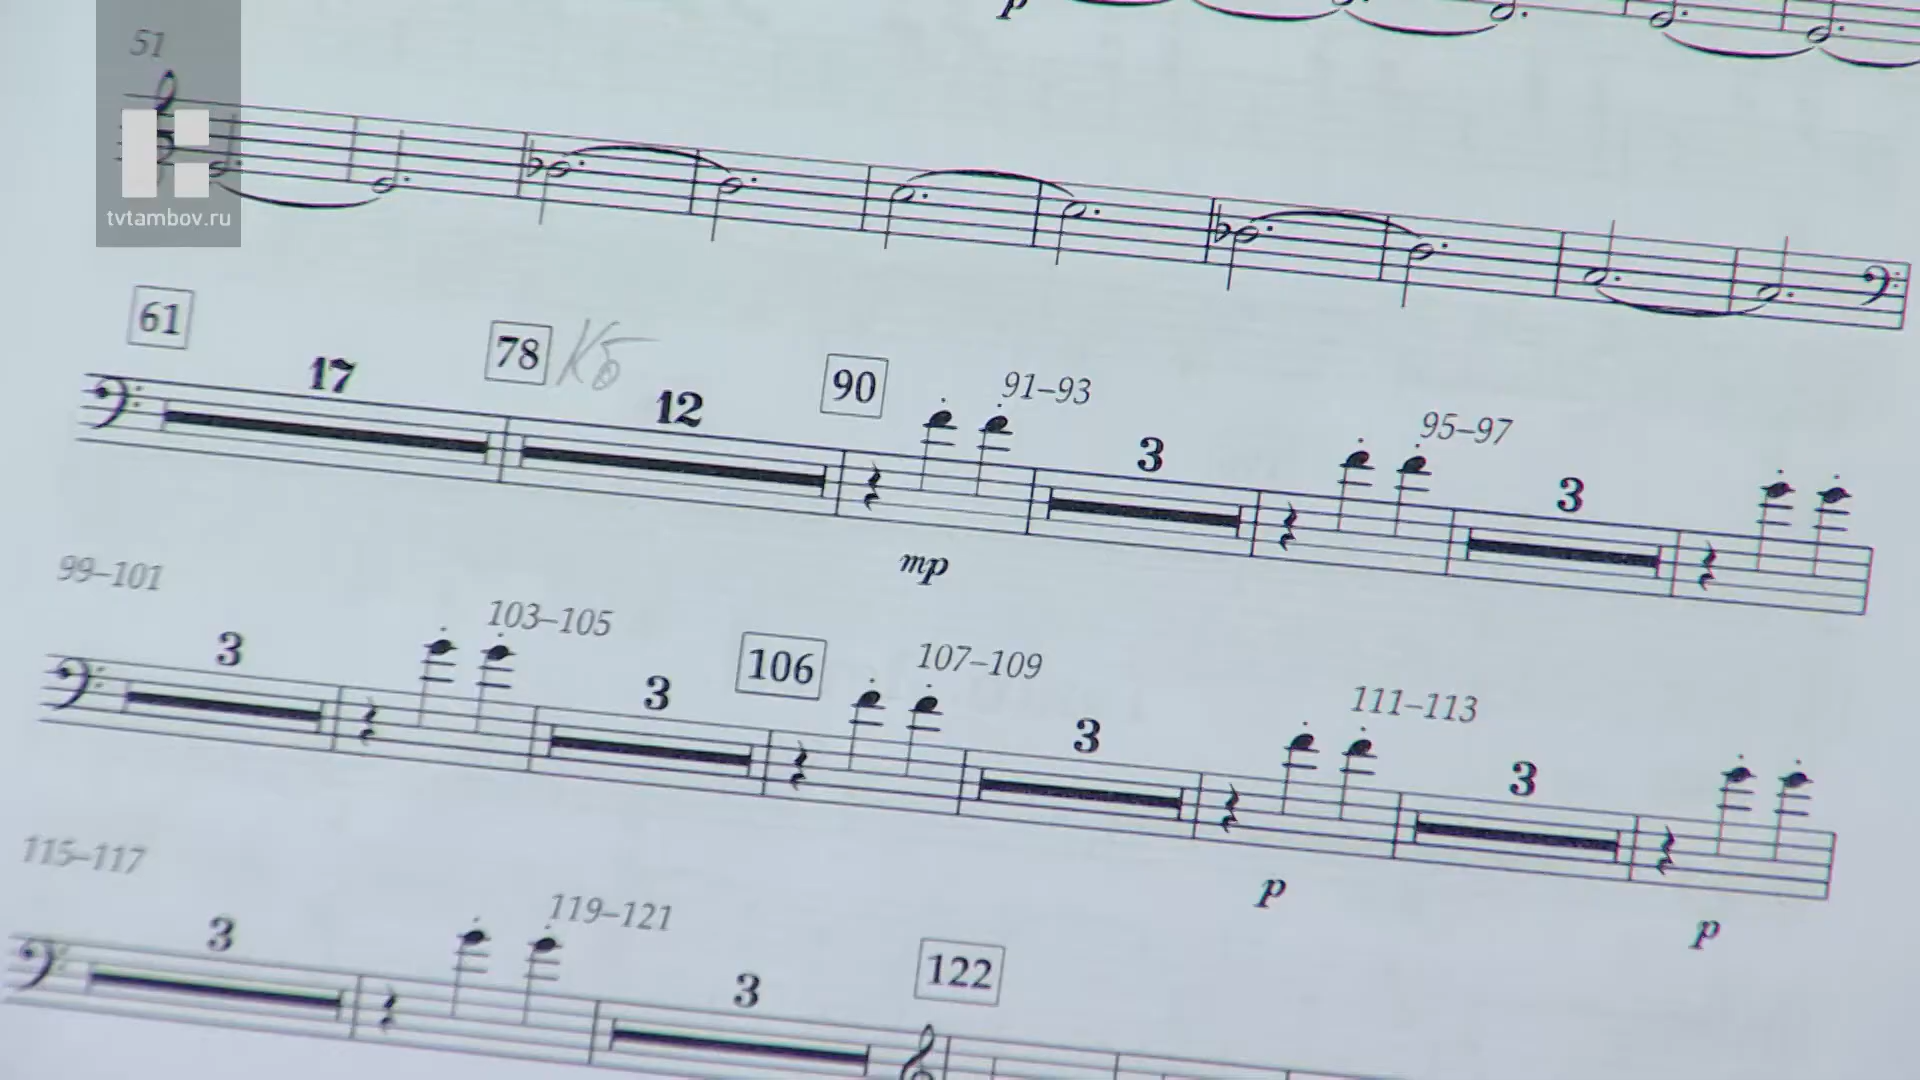 p
51
tvtambov.ru
61 17 78 Кб 12 90 91–93 3 95–97 3
mp
99–101 3 103–105 3 106 107–109 3 111–113 3
p p
115–117 3 119–121 3 122